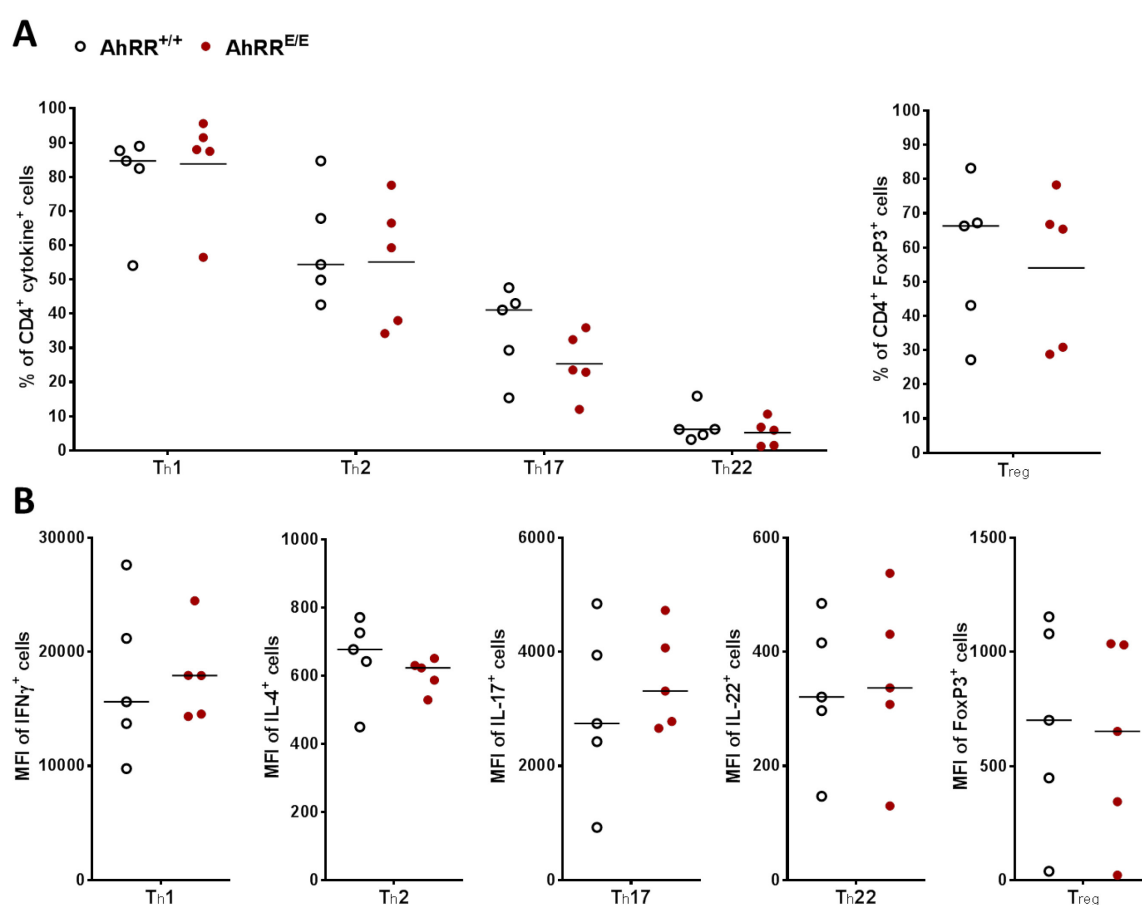 A
AhRR+/+ AhRRE/E
% of CD4+ cytokine+ cells
100
90
80
70
60
50
40
30
20
10
0
Th1 Th2 Th17 Th22
% of CD4+ FoxP3+ cells
100
90
80
70
60
50
40
30
20
10
0
Treg
B
MFI of IFNγ+ cells
30000
20000
10000
0
Th1
MFI of IL-4+ cells
1000
800
600
400
200
0
Th2
MFI of IL-17+ cells
6000
4000
2000
0
Th17
MFI of IL-22+ cells
600
400
200
0
Th22
MFI of FoxP3+ cells
1500
1000
500
0
Treg